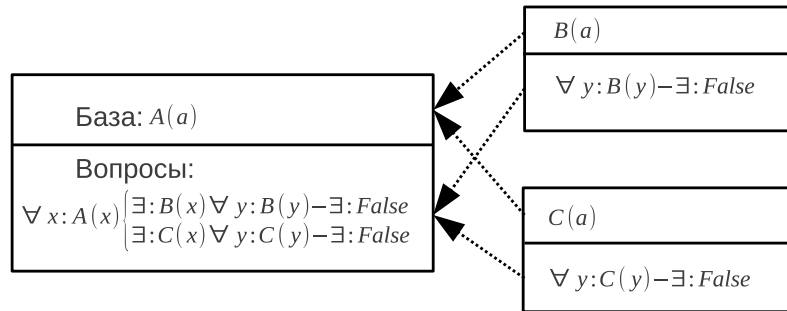 База: A(a)
Вопросы:
∀ x: A(x) {
∃: B(x) ∀ y: B(y)−∃: False
∃: C(x) ∀ y: C(y)−∃: False
B(a)
∀ y: B(y)−∃: False
C(a)
∀ y: C(y)−∃: False